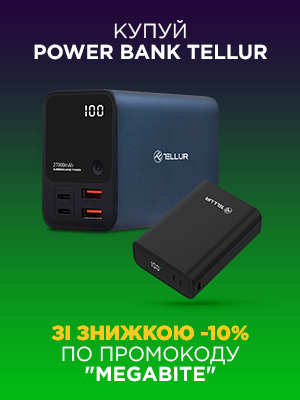 КУПУЙ
POWER BANK TELLUR
100
27000mAh
TELLUR
TELLUR
100
ЗІ ЗНИЖКОЮ -10%
ПО ПРОМОКОДУ
"MEGABITE"